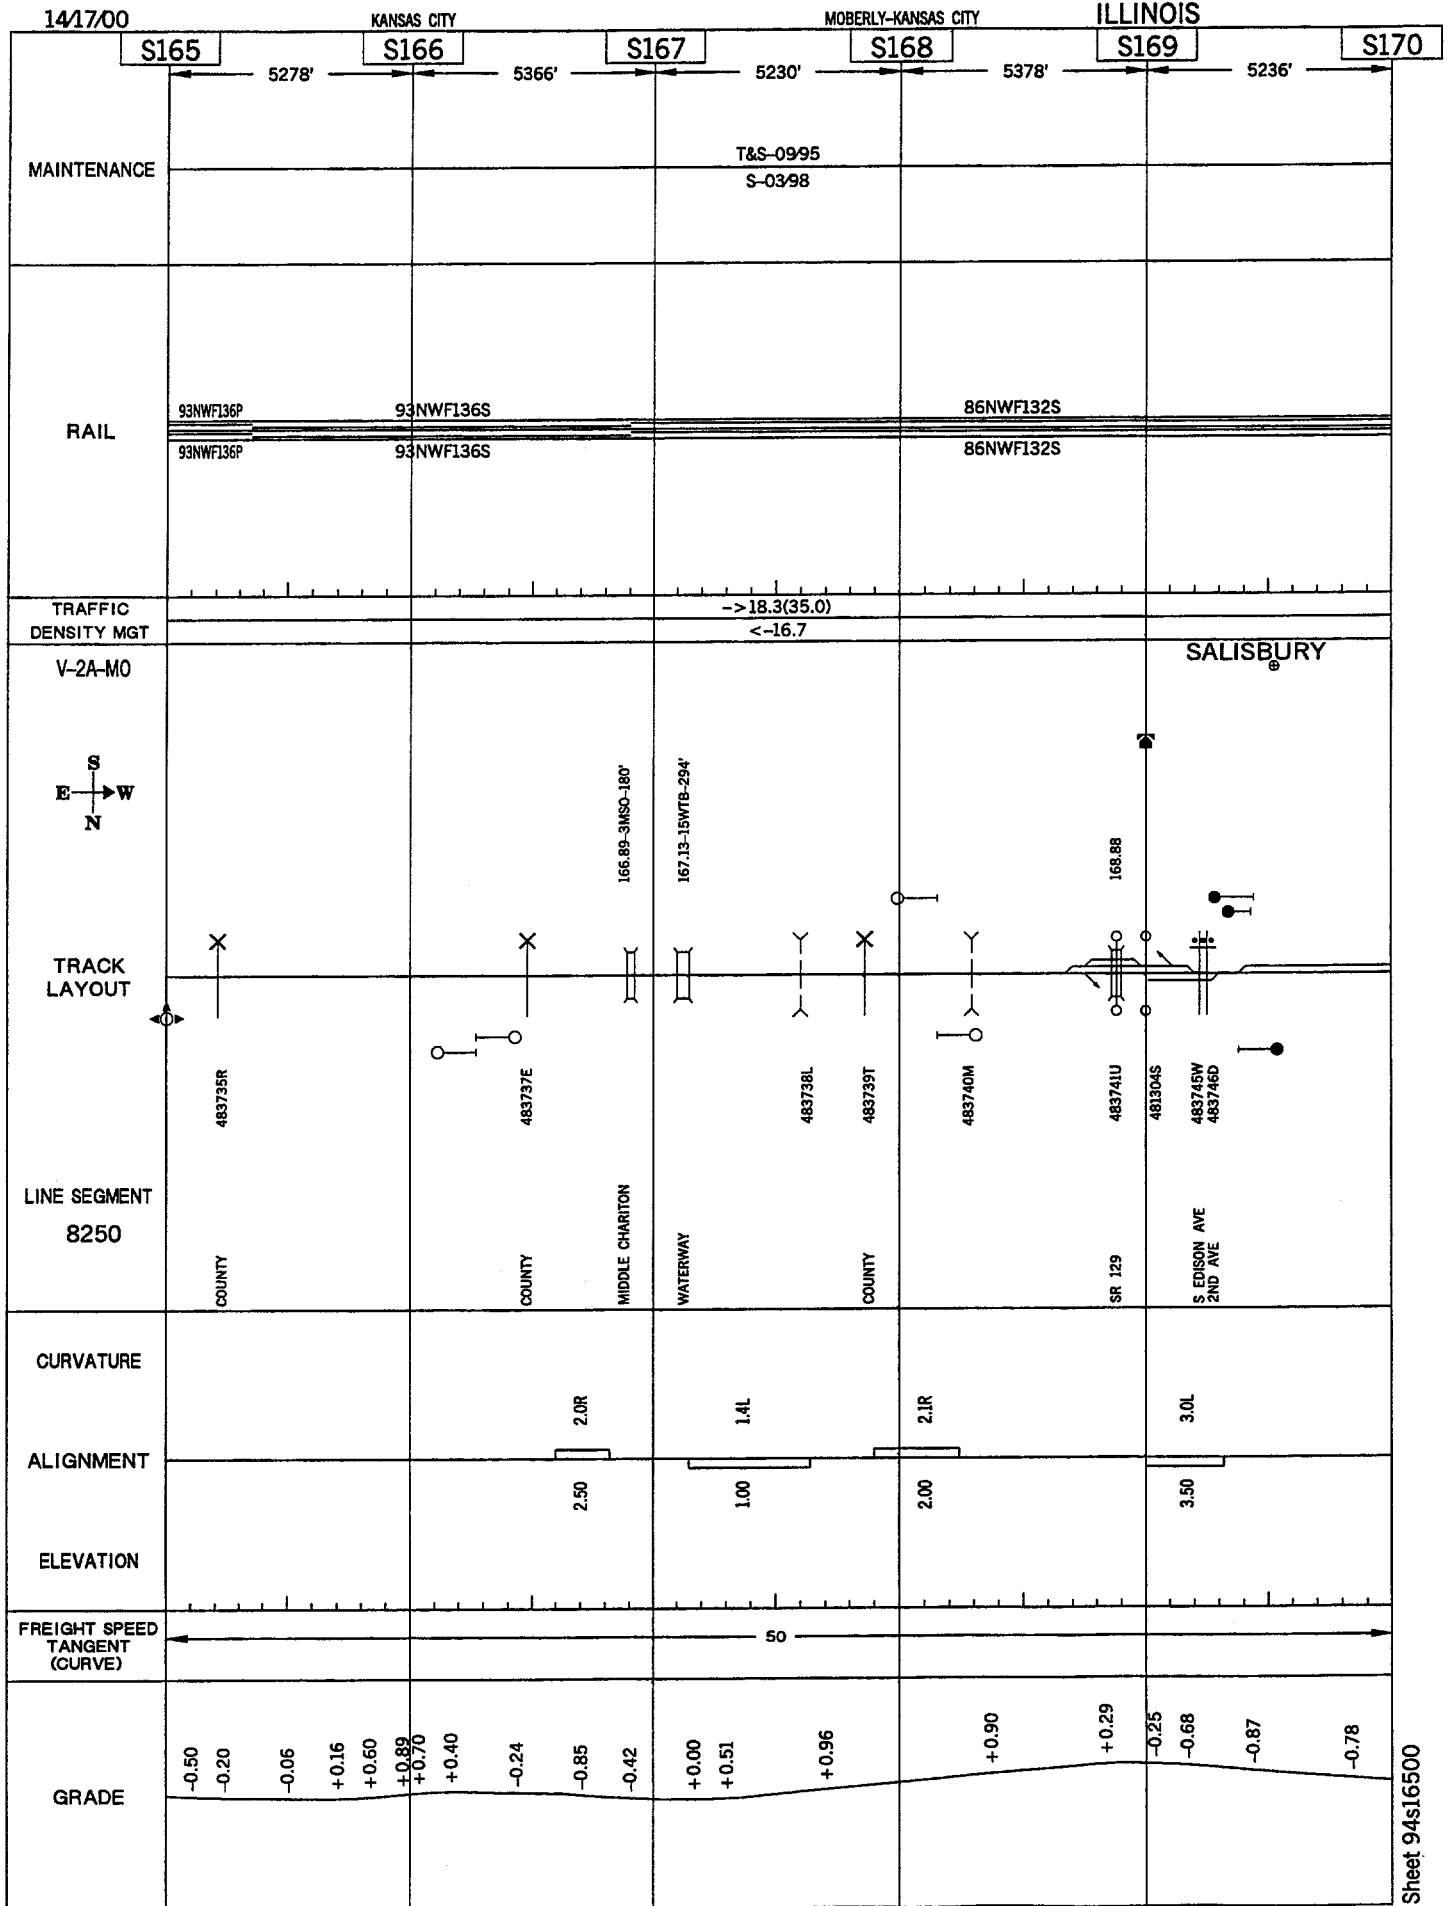 14/17/00 KANSAS CITY MOBERLY-KANSAS CITY ILLINOIS
S165 S166 S167 S168 S169 S170
5278' 5366' 5230' 5378' 5236'
MAINTENANCE
T&S-09/95
S-03/98
RAIL
93NWF136P 93NWF136S 86NWF132S
93NWF136P 93NWF136S 86NWF132S
TRAFFIC
DENSITY MGT
->18.3(35.0)
<-16.7
V-2A-MO
SALISBURY
S
E W
N
166.89-3MSO-180'
167.13-15WTB-294'
168.88
TRACK
LAYOUT
483735R
483737E
483738L
483739T
483740M
483741U
481304S
483745W
483746D
LINE SEGMENT
8250
COUNTY
COUNTY
MIDDLE CHARITON
WATERWAY
COUNTY
SR 129
S EDISON AVE
2ND AVE
CURVATURE
2.0R 1.4L 2.1R 3.0L
ALIGNMENT
2.50 1.00 2.00 3.50
ELEVATION
FREIGHT SPEED
TANGENT
(CURVE)
50
GRADE
-0.50
-0.20
-0.06
+0.16
+0.60
+0.89
+0.70
+0.40
-0.24
-0.85
-0.42
+0.00
+0.51
+0.96
+0.90
+0.29
-0.25
-0.68
-0.87
-0.78
Sheet 94s16500